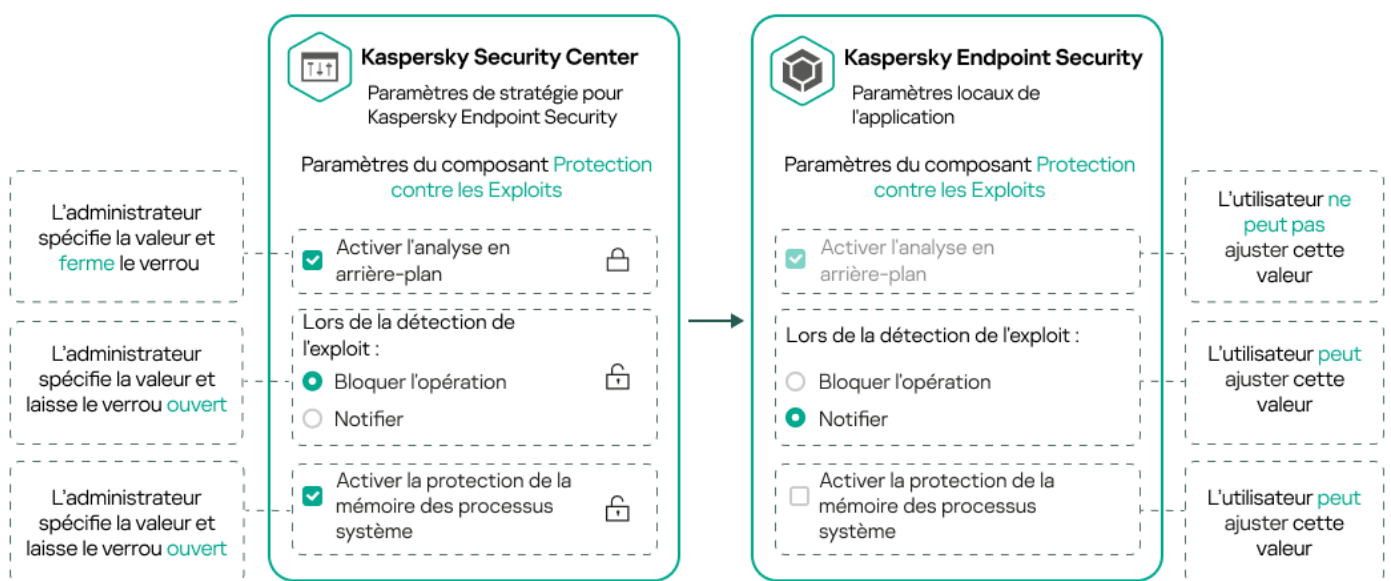 Kaspersky Security Center
Paramètres de stratégie pour
Kaspersky Endpoint Security
Paramètres du composant Protection
contre les Exploits
L'administrateur
spécifie la valeur et
ferme le verrou
Activer l'analyse en
arrière-plan
L'administrateur
spécifie la valeur et
laisse le verrou ouvert
Lors de la détection de
l'exploit :
Bloquer l'opération
Notifier
L'administrateur
spécifie la valeur et
laisse le verrou ouvert
Activer la protection de la
mémoire des processus
système
Kaspersky Endpoint Security
Paramètres locaux de
l'application
Paramètres du composant Protection
contre les Exploits
Activer l'analyse en
arrière-plan
L'utilisateur ne
peut pas
ajuster cette
valeur
Lors de la détection de l'exploit :
Bloquer l'opération
Notifier
L'utilisateur peut
ajuster cette
valeur
Activer la protection de la
mémoire des processus
système
L'utilisateur peut
ajuster cette
valeur